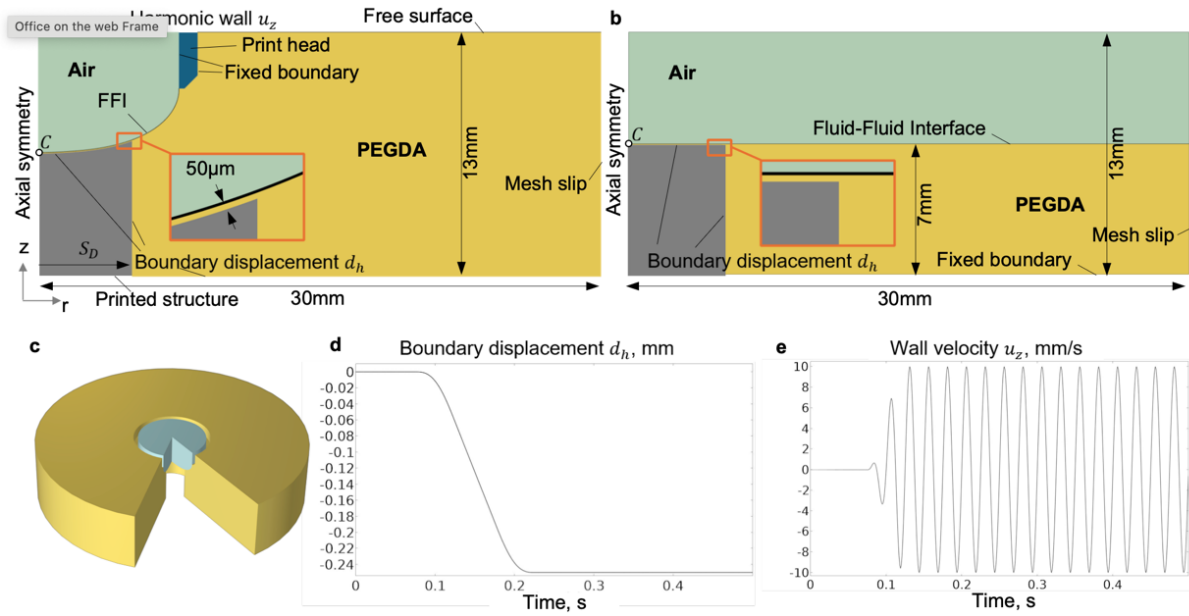 Office on the web Frame
Harmonic wall u_z
Free surface
Print head
Fixed boundary
Air
FFI
Axial symmetry
C
50µm
PEGDA
13mm
Mesh slip
S_D
Boundary displacement d_h
Printed structure
z
r
30mm
b
Air
Axial symmetry
C
Fluid-Fluid Interface
13mm
7mm
PEGDA
Mesh slip
Boundary displacement d_h
Fixed boundary
30mm
c
d
Boundary displacement d_h, mm
0
-0.02
-0.04
-0.06
-0.08
-0.1
-0.12
-0.14
-0.16
-0.18
-0.2
-0.22
-0.24
0 0.1 0.2 0.3 0.4
Time, s
e
Wall velocity u_z, mm/s
10
8
6
4
2
0
-2
-4
-6
-8
-10
0 0.1 0.2 0.3 0.4
Time, s